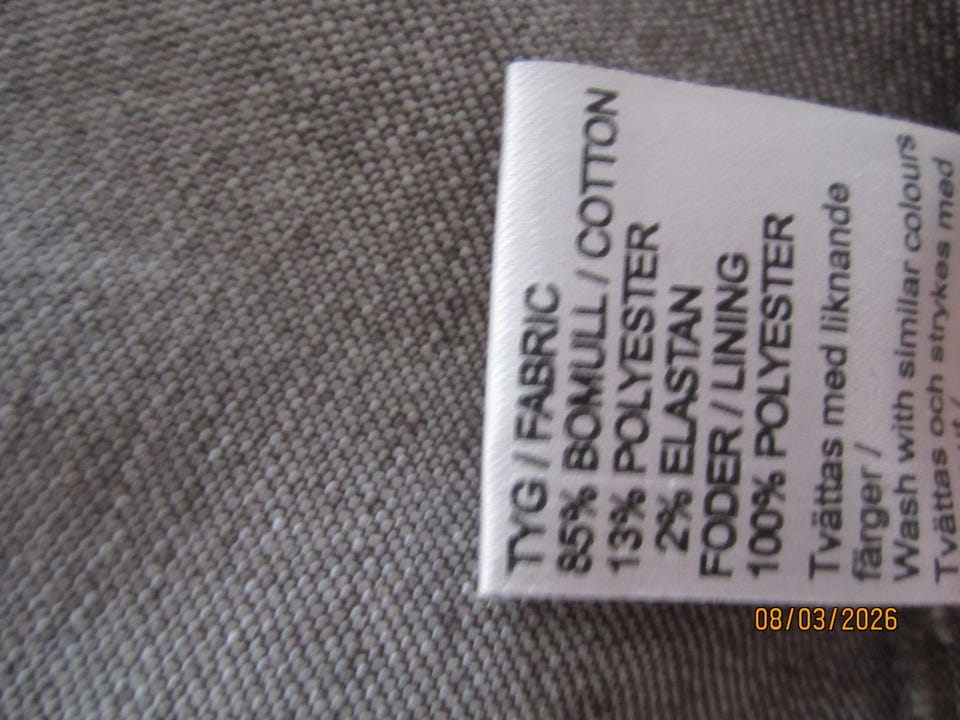 TYG / FABRIC
85% BOMULL / COTTON
13% POLYESTER
2% ELASTAN
FODER / LINING
100% POLYESTER
Tvättas med liknande
färger /
Wash with similar colours
Tvättas och strykes med
08/03/2026